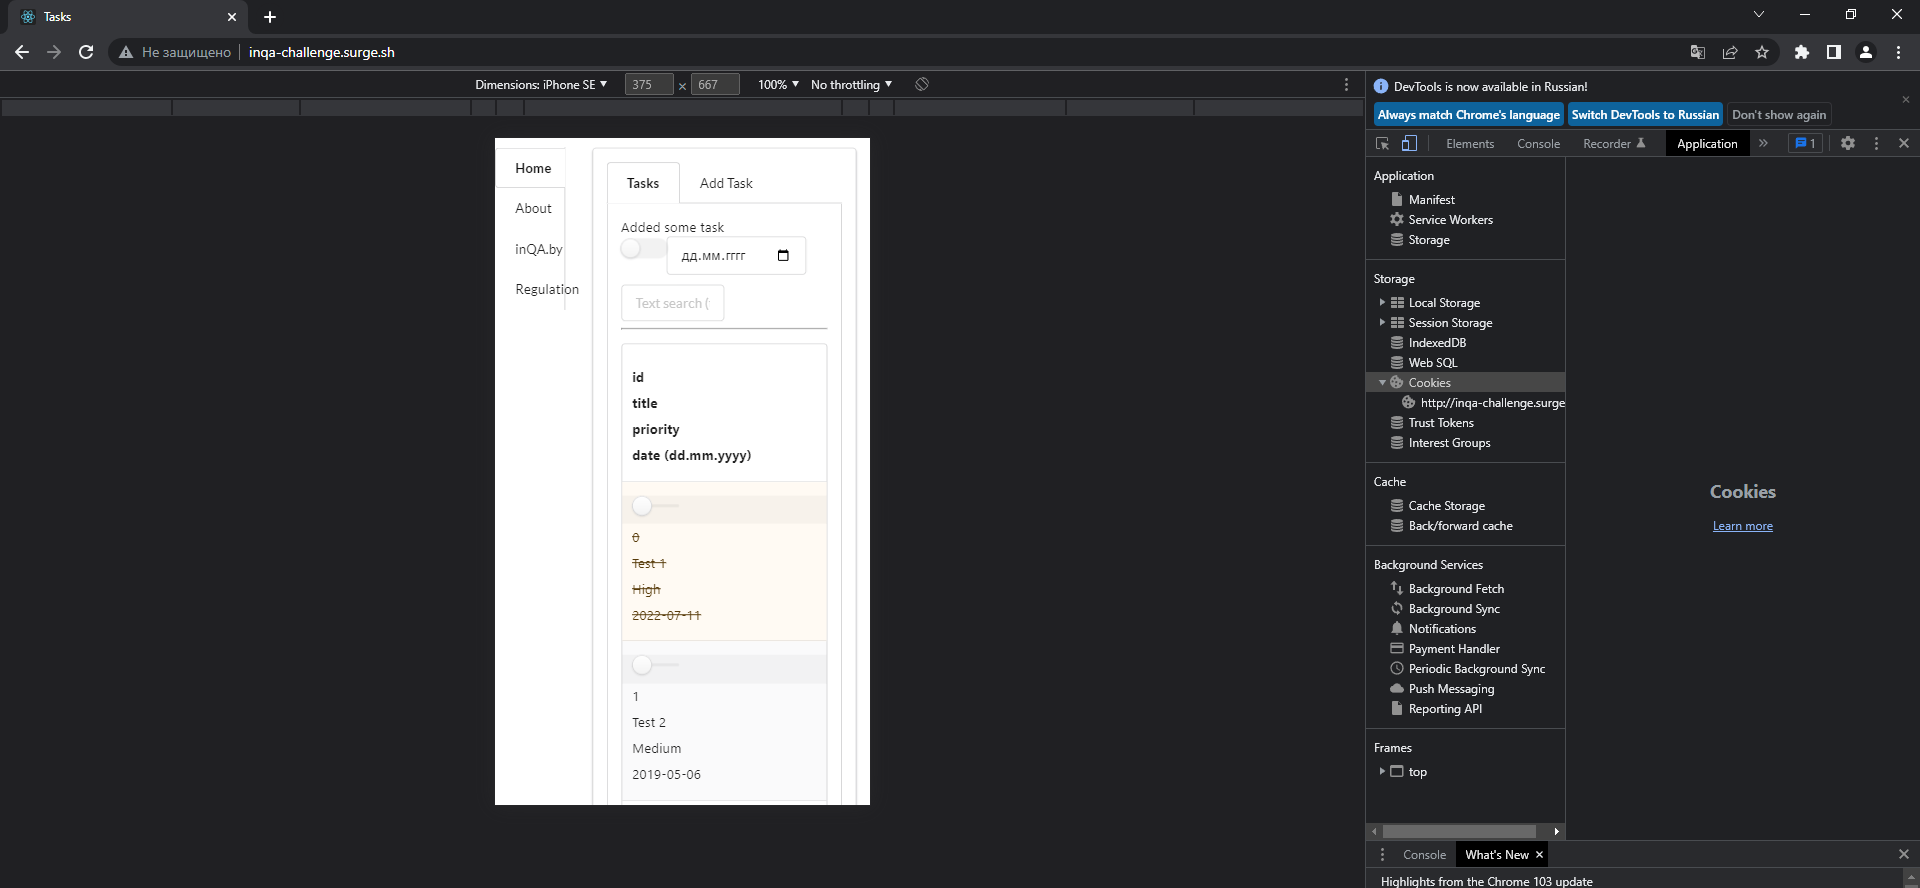 Tasks
Не защищено
inqa-challenge.surge.sh
Dimensions: iPhone SE
375
×
667
100%
No throttling
Home
About
inQA.by
Regulation
Tasks
Add Task
Added some task
дд.мм.гггг
Text search (
id
title
priority
date (dd.mm.yyyy)
0
Test 1
High
2022-07-11
1
Test 2
Medium
2019-05-06
DevTools is now available in Russian!
Always match Chrome's language
Switch DevTools to Russian
Don't show again
Elements
Console
Recorder
Application
1
Application
Manifest
Service Workers
Storage
Storage
Local Storage
Session Storage
IndexedDB
Web SQL
Cookies
http://inqa-challenge.surge
Trust Tokens
Interest Groups
Cache
Cache Storage
Back/forward cache
Background Services
Background Fetch
Background Sync
Notifications
Payment Handler
Periodic Background Sync
Push Messaging
Reporting API
Frames
top
Cookies
Learn more
Console
What's New
Highlights from the Chrome 103 update